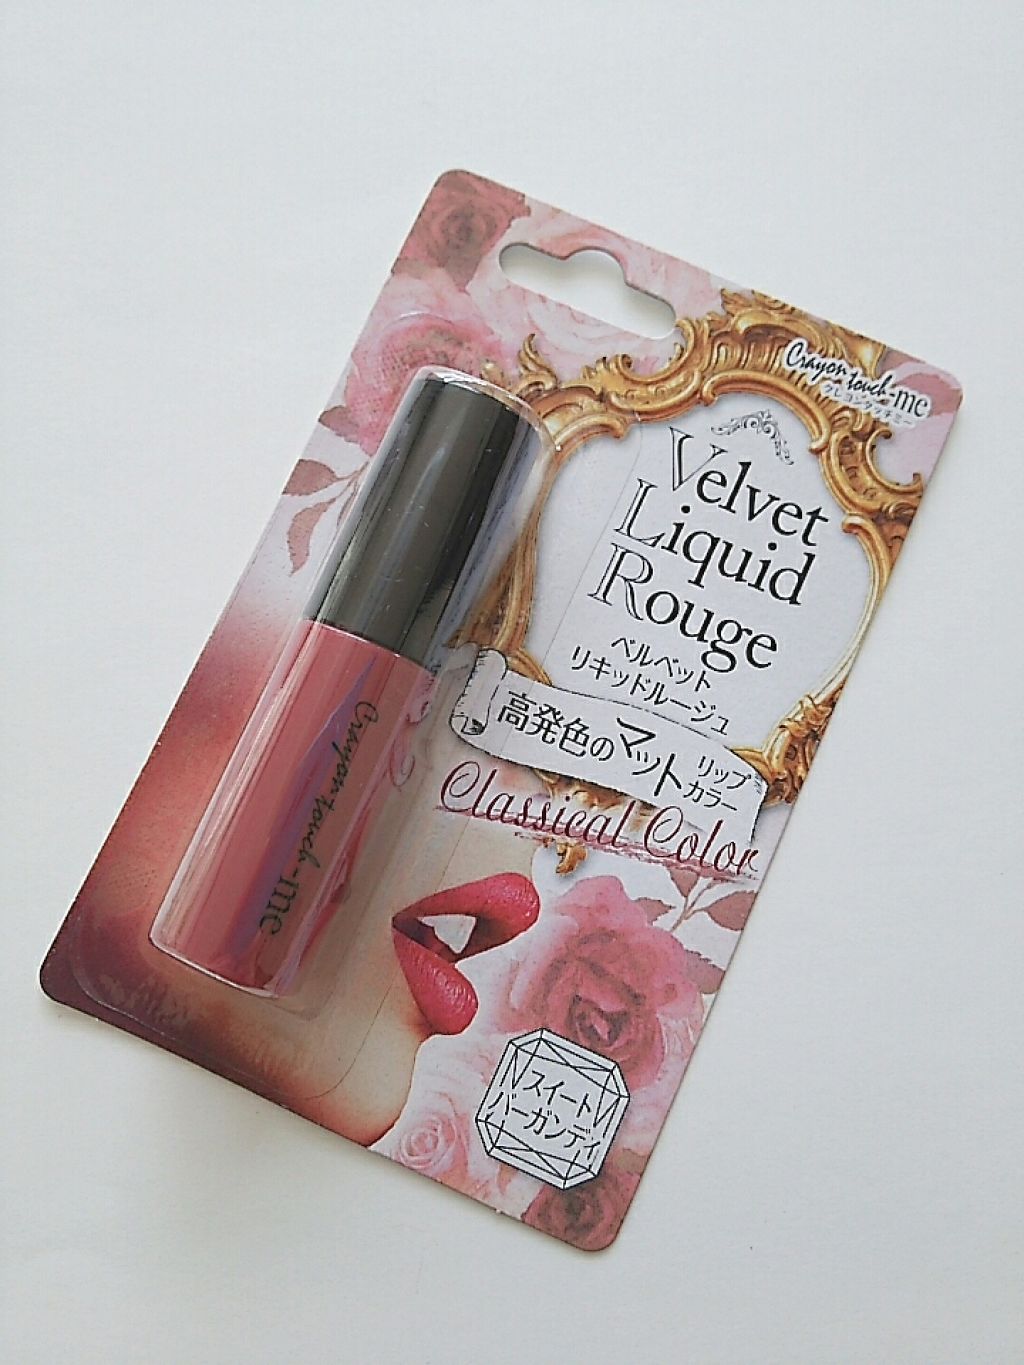 Crayon touch-me
クレヨンタッチミー
Velvet
Liquid
Rouge
ベルベット
リキッドルージュ
高発色のマットリップカラー
Classical Color
Crayon touch-me
スイート
バーガンディ